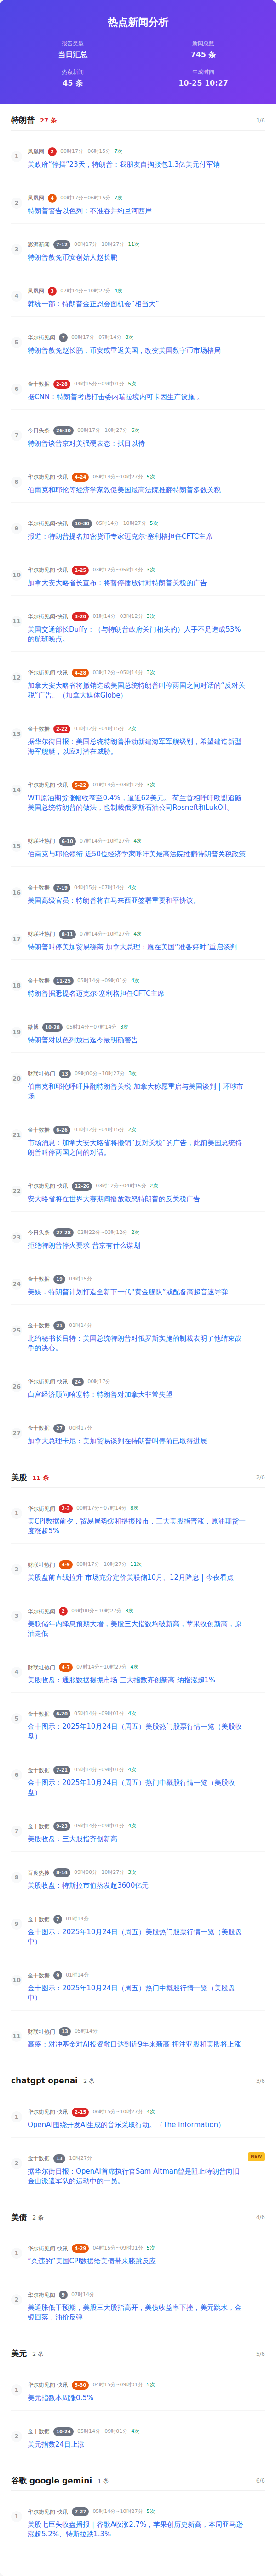 热点新闻分析
报告类型
新闻总数
当日汇总
745 条
热点新闻
生成时间
45 条
10-25 10:27
特朗普 27 条 1/6
1 凤凰网 2 00时17分~06时15分 7次
美政府“停摆”23天，特朗普：我朋友自掏腰包1.3亿美元付军饷
2 凤凰网 4 00时17分~06时15分 7次
特朗普警告以色列：不准吞并约旦河西岸
3 澎湃新闻 7-12 00时17分~10时27分 11次
特朗普赦免币安创始人赵长鹏
4 凤凰网 3 07时14分~10时27分 4次
韩统一部：特朗普金正恩会面机会“相当大”
5 华尔街见闻 7 00时17分~07时14分 8次
特朗普赦免赵长鹏，币安或重返美国，改变美国数字币市场格局
6 金十数据 2-28 04时15分~09时01分 5次
据CNN：特朗普考虑打击委内瑞拉境内可卡因生产设施 。
7 今日头条 26-30 00时17分~10时27分 6次
特朗普谈普京对美强硬表态：拭目以待
8 华尔街见闻-快讯 4-24 05时14分~10时27分 5次
伯南克和耶伦等经济学家敦促美国最高法院推翻特朗普多数关税
9 华尔街见闻-快讯 10-30 05时14分~10时27分 5次
报道：特朗普提名加密货币专家迈克尔·塞利格担任CFTC主席
10 华尔街见闻-快讯 1-25 03时12分~05时14分 3次
加拿大安大略省长宣布：将暂停播放针对特朗普关税的广告
11 华尔街见闻-快讯 3-20 01时14分~03时12分 3次
美国交通部长Duffy：（与特朗普政府关门相关的）人手不足造成53%
的航班晚点。
12 华尔街见闻-快讯 4-28 03时12分~05时14分 3次
加拿大安大略省将撤销造成美国总统特朗普叫停两国之间对话的“反对关
税”广告。（加拿大媒体Globe）
13 金十数据 2-22 03时12分~04时15分 2次
据华尔街日报：美国总统特朗普推动新建海军军舰级别，希望建造新型
海军舰艇，以应对潜在威胁。
14 华尔街见闻-快讯 5-22 01时14分~03时12分 3次
WTI原油期货涨幅收窄至0.4%，逼近62美元。 荷兰首相呼吁欧盟追随
美国总统特朗普的做法，也制裁俄罗斯石油公司Rosneft和LukOil。
15 财联社热门 6-10 07时14分~10时27分 4次
伯南克与耶伦领衔 近50位经济学家呼吁美最高法院推翻特朗普关税政策
16 金十数据 7-19 04时15分~07时14分 4次
美国高级官员：特朗普将在马来西亚签署重要和平协议。
17 财联社热门 8-11 07时14分~10时27分 4次
特朗普叫停美加贸易磋商 加拿大总理：愿在美国“准备好时”重启谈判
18 金十数据 11-25 05时14分~09时01分 4次
特朗普据悉提名迈克尔·塞利格担任CFTC主席
19 微博 10-28 05时14分~07时14分 3次
特朗普对以色列放出迄今最明确警告
20 财联社热门 13 09时00分~10时27分 3次
伯南克和耶伦呼吁推翻特朗普关税 加拿大称愿重启与美国谈判｜环球市
场
21 金十数据 6-26 03时12分~04时15分 2次
市场消息：加拿大安大略省将撤销“反对关税”的广告，此前美国总统特
朗普叫停两国之间的对话。
22 华尔街见闻-快讯 12-26 03时12分~04时15分 2次
安大略省将在世界大赛期间播放激怒特朗普的反关税广告
23 今日头条 27-28 02时22分~03时12分 2次
拒绝特朗普停火要求 普京有什么谋划
24 金十数据 19 04时15分
美媒：特朗普计划打造全新下一代“黄金舰队”或配备高超音速导弹
25 金十数据 21 01时14分
北约秘书长吕特：美国总统特朗普对俄罗斯实施的制裁表明了他结束战
争的决心。
26 华尔街见闻-快讯 24 00时17分
白宫经济顾问哈塞特：特朗普对加拿大非常失望
27 金十数据 27 00时17分
加拿大总理卡尼：美加贸易谈判在特朗普叫停前已取得进展
美股 11 条 2/6
1 华尔街见闻 2-3 00时17分~07时14分 8次
美CPI数据前夕，贸易局势缓和提振股市，三大美股指普涨，原油期货一
度涨超5%
2 财联社热门 4-9 00时17分~10时27分 11次
美股盘前直线拉升 市场充分定价美联储10月、12月降息｜今夜看点
3 华尔街见闻 2 09时00分~10时27分 3次
美联储年内降息预期大增，美股三大股指均破新高，苹果收创新高，原
油走低
4 财联社热门 4-7 07时14分~10时27分 4次
美股收盘：通胀数据提振市场 三大指数齐创新高 纳指涨超1%
5 金十数据 6-20 05时14分~09时01分 4次
金十图示：2025年10月24日（周五）美股热门股票行情一览（美股收
盘）
6 金十数据 7-21 05时14分~09时01分 4次
金十图示：2025年10月24日（周五）热门中概股行情一览（美股收
盘）
7 金十数据 9-23 05时14分~09时01分 4次
美股收盘：三大股指齐创新高
8 百度热搜 8-14 09时00分~10时27分 3次
美股收盘：特斯拉市值蒸发超3600亿元
9 金十数据 7 01时14分
金十图示：2025年10月24日（周五）美股热门股票行情一览（美股盘
中）
10 金十数据 9 01时14分
金十图示：2025年10月24日（周五）热门中概股行情一览（美股盘
中）
11 财联社热门 13 05时14分
高盛：对冲基金对AI投资敞口达到近9年来新高 押注亚股和美股将上涨
chatgpt openai 2 条 3/6
1 华尔街见闻-快讯 2-15 06时15分~10时27分 4次
OpenAI围绕开发AI生成的音乐采取行动。（The Information）
2 金十数据 13 10时27分 NEW
据华尔街日报：OpenAI首席执行官Sam Altman曾是阻止特朗普向旧
金山派遣军队的运动中的一员。
美债 2 条 4/6
1 华尔街见闻-快讯 4-29 04时15分~09时01分 5次
“久违的”美国CPI数据给美债带来膝跳反应
2 华尔街见闻 9 07时14分
美通胀低于预期，美股三大股指高开，美债收益率下挫，美元跳水，金
银回落，油价反弹
美元 2 条 5/6
1 华尔街见闻-快讯 5-30 04时15分~09时01分 5次
美元指数本周涨0.5%
2 金十数据 10-24 05时14分~09时01分 4次
美元指数24日上涨
谷歌 google gemini 1 条 6/6
1 华尔街见闻-快讯 7-27 05时14分~10时27分 5次
美股七巨头收盘播报｜谷歌A收涨2.7%，苹果创历史新高，本周亚马逊
涨超5.2%、特斯拉跌1.3%